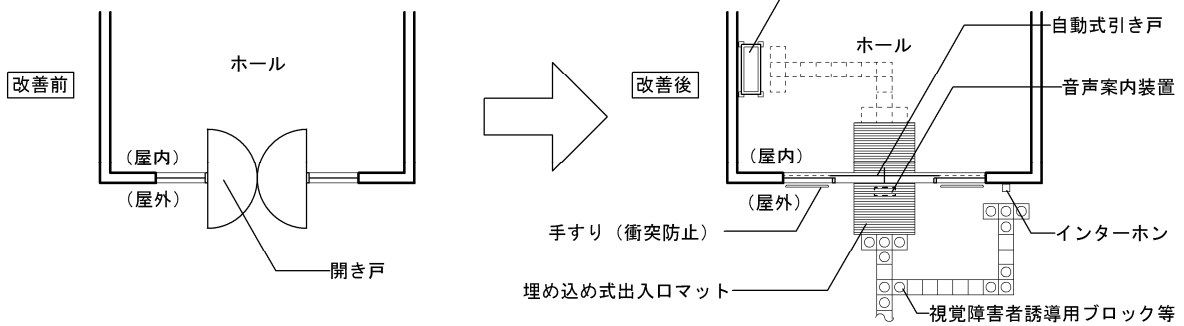 改善前
ホール
（屋内）
（屋外）
開き戸
改善後
ホール
自動式引き戸
音声案内装置
（屋内）
（屋外）
手すり（衝突防止）
インターホン
埋め込め式出入口マット
視覚障害者誘導用ブロック等